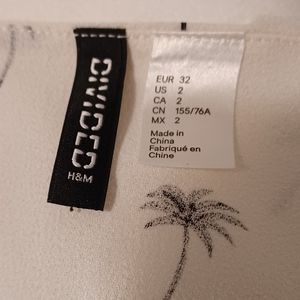 DIVIDED
H&M
EUR 32
US 2
CA 2
CN 155/76A
MX 2
Made in
China
Fabriqué en
Chine